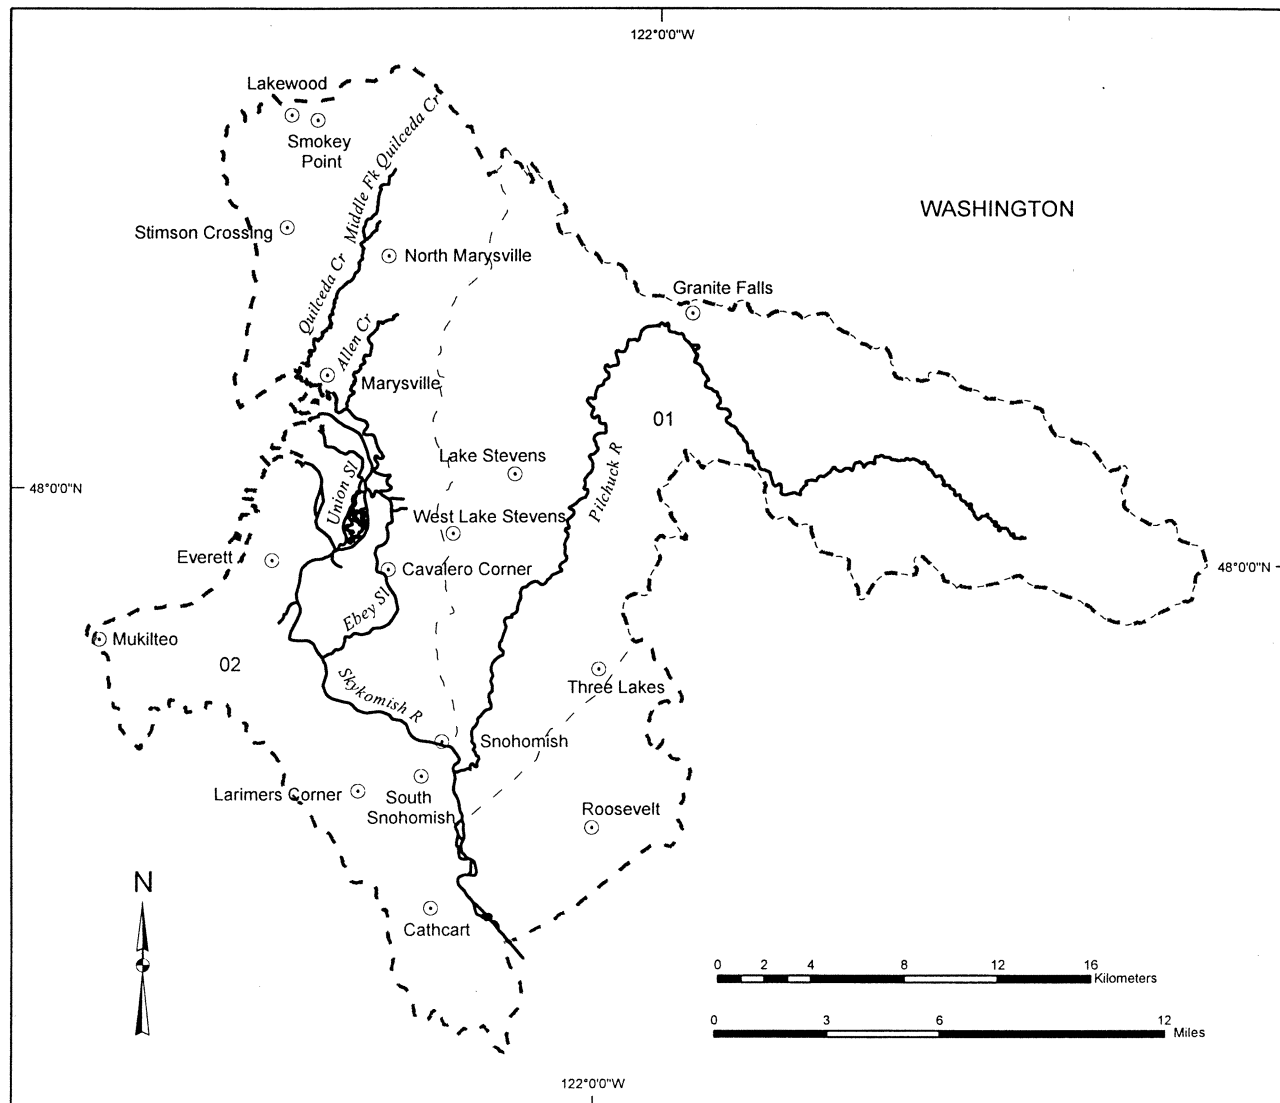 122°0'0"W
Lakewood
Smokey
Point
Middle Fk Quilceda Cr
WASHINGTON
Stimson Crossing
North Marysville
Quilceda Cr
Granite Falls
Allen Cr
Marysville
01
Lake Stevens
Pilchuck R
48°0'0"N
Union Sl
West Lake Stevens
Everett
Cavalero Corner
48°0'0"N
Ebey Sl
Mukilteo
02
Three Lakes
Skykomish R
Snohomish
Larimers Corner
South
Snohomish
Roosevelt
N
Cathcart
0 2 4 8 12 16
Kilometers
0 3 6 12
Miles
122°0'0"W